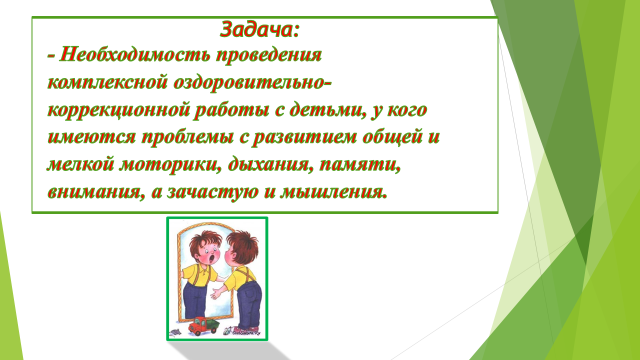 Задача:
- Необходимость проведения
комплексной оздоровительно-
коррекционной работы с детьми, у кого
имеются проблемы с развитием общей и
мелкой моторики, дыхания, памяти,
внимания, а зачастую и мышления.